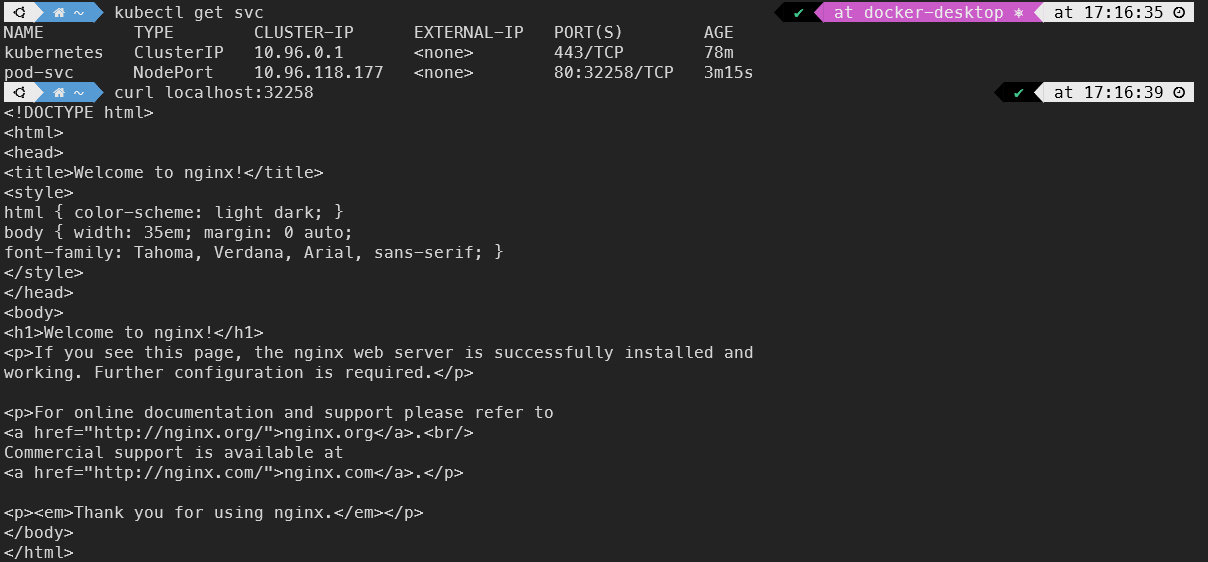 ~ kubectl get svc ✔ at docker-desktop ⎈ at 17:16:35
NAME TYPE CLUSTER-IP EXTERNAL-IP PORT(S) AGE
kubernetes ClusterIP 10.96.0.1 <none> 443/TCP 78m
pod-svc NodePort 10.96.118.177 <none> 80:32258/TCP 3m15s
~ curl localhost:32258 ✔ at 17:16:39
<!DOCTYPE html>
<html>
<head>
<title>Welcome to nginx!</title>
<style>
html { color-scheme: light dark; }
body { width: 35em; margin: 0 auto;
font-family: Tahoma, Verdana, Arial, sans-serif; }
</style>
</head>
<body>
<h1>Welcome to nginx!</h1>
<p>If you see this page, the nginx web server is successfully installed and
working. Further configuration is required.</p>
<p>For online documentation and support please refer to
<a href="http://nginx.org/">nginx.org</a>.<br/>
Commercial support is available at
<a href="http://nginx.com/">nginx.com</a>.</p>
<p><em>Thank you for using nginx.</em></p>
</body>
</html>